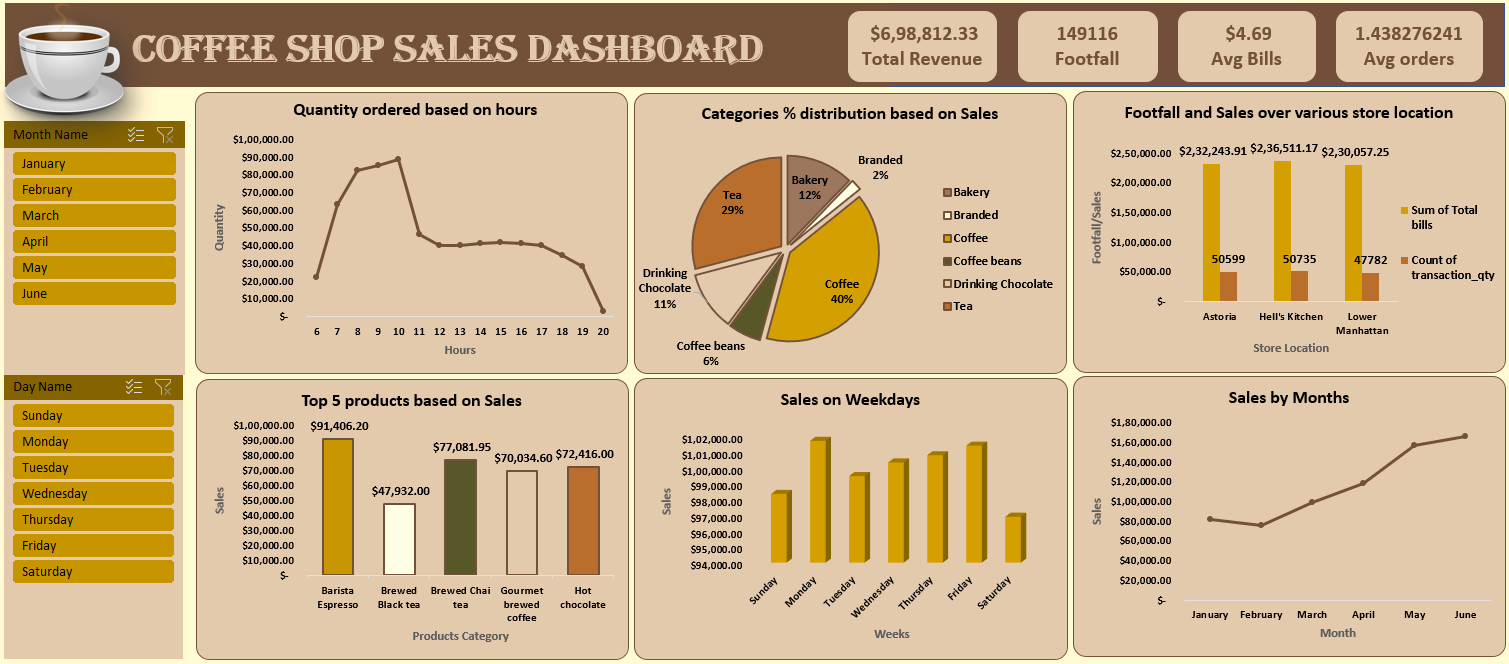 COFFEE SHOP SALES DASHBOARD
$6,98,812.33
Total Revenue
149116
Footfall
$4.69
Avg Bills
1.438276241
Avg orders
Month Name
January
February
March
April
May
June
Day Name
Sunday
Monday
Tuesday
Wednesday
Thursday
Friday
Saturday
Quantity ordered based on hours
Quantity
$1,00,000.00
$90,000.00
$80,000.00
$70,000.00
$60,000.00
$50,000.00
$40,000.00
$30,000.00
$20,000.00
$10,000.00
$-
6 7 8 9 10 11 12 13 14 15 16 17 18 19 20
Hours
Categories % distribution based on Sales
Bakery
12%
Branded
2%
Coffee
40%
Coffee beans
6%
Drinking
Chocolate
11%
Tea
29%
Bakery
Branded
Coffee
Coffee beans
Drinking Chocolate
Tea
Footfall and Sales over various store location
Footfall/Sales
$2,50,000.00
$2,00,000.00
$1,50,000.00
$1,00,000.00
$50,000.00
$-
$2,32,243.91 $2,36,511.17 $2,30,057.25
50599 50735 47782
Astoria Hell's Kitchen Lower
Manhattan
Store Location
Sum of Total
bills
Count of
transaction_qty
Top 5 products based on Sales
Sales
$1,00,000.00
$90,000.00
$80,000.00
$70,000.00
$60,000.00
$50,000.00
$40,000.00
$30,000.00
$20,000.00
$10,000.00
$-
$91,406.20
$47,932.00
$77,081.95
$70,034.60
$72,416.00
Barista
Espresso
Brewed
Black tea
Brewed Chai
tea
Gourmet
brewed
coffee
Hot
chocolate
Products Category
Sales on Weekdays
Sales
$1,02,000.00
$1,01,000.00
$1,00,000.00
$99,000.00
$98,000.00
$97,000.00
$96,000.00
$95,000.00
$94,000.00
Sunday
Monday
Tuesday
Wednesday
Thursday
Friday
Saturday
Weeks
Sales by Months
Sales
$1,80,000.00
$1,60,000.00
$1,40,000.00
$1,20,000.00
$1,00,000.00
$80,000.00
$60,000.00
$40,000.00
$20,000.00
$-
January February March April May June
Month